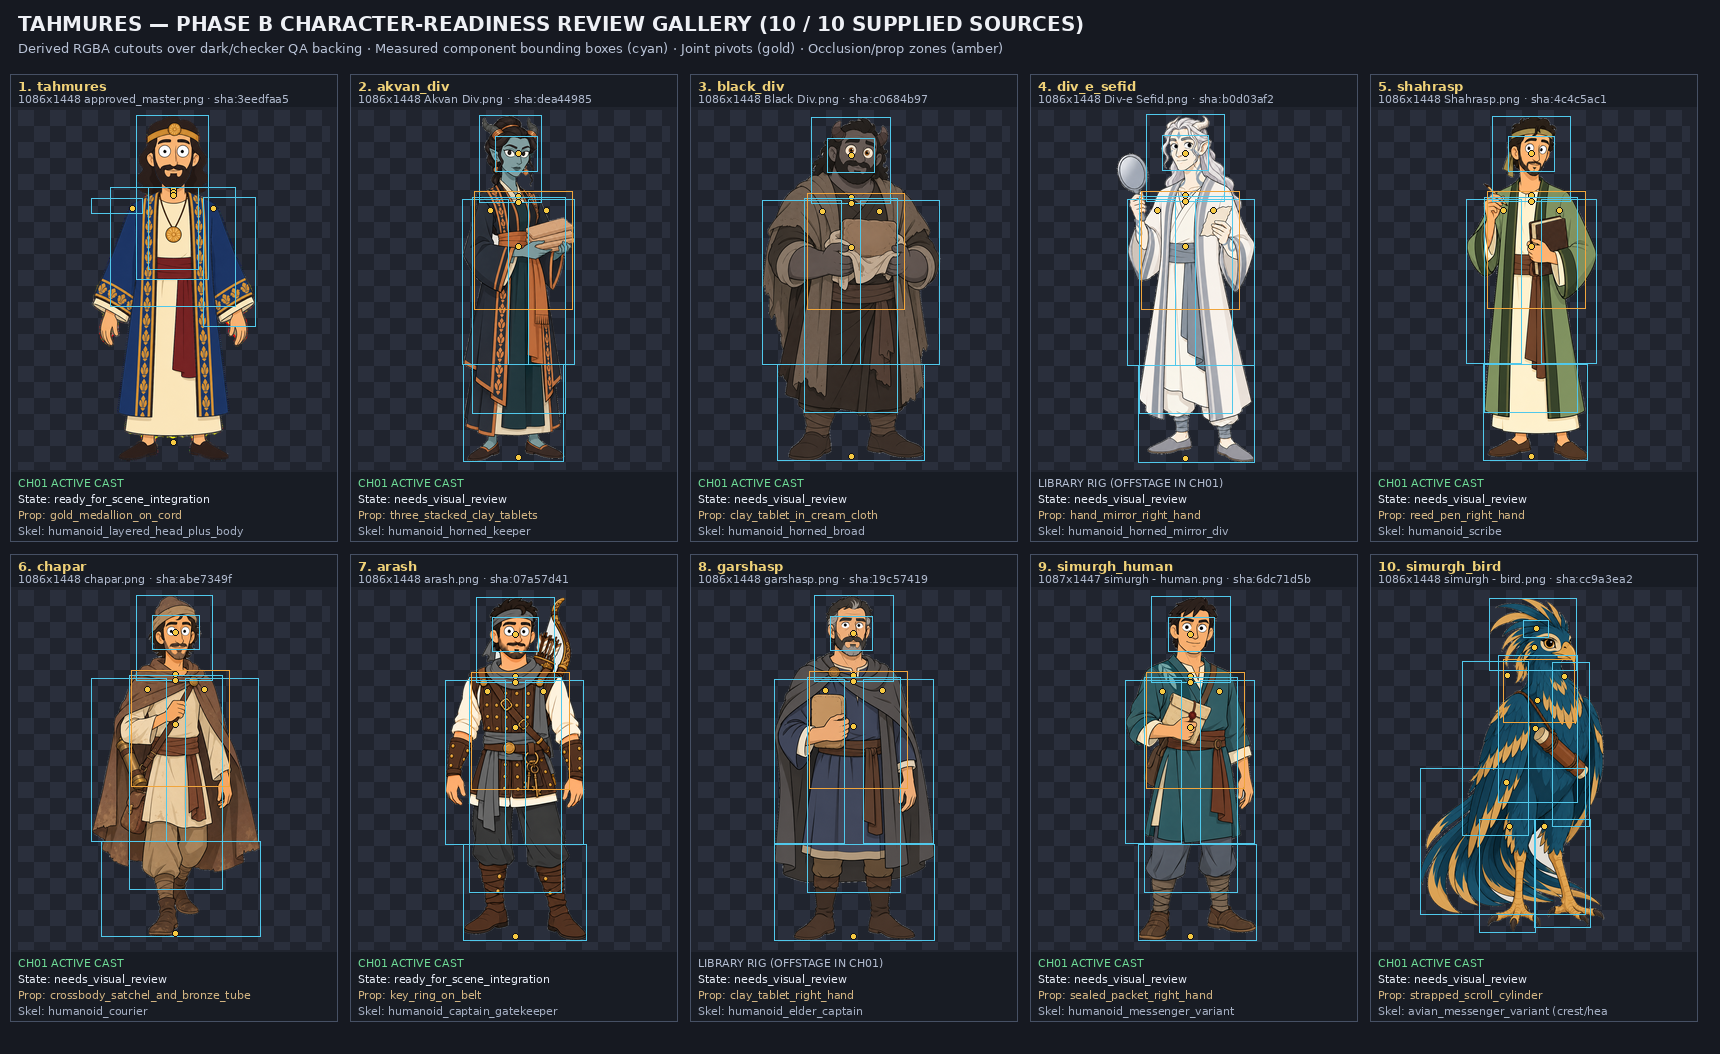 TAHMURES — PHASE B CHARACTER-READINESS REVIEW GALLERY (10 / 10 SUPPLIED SOURCES)
Derived RGBA cutouts over dark/checker QA backing · Measured component bounding boxes (cyan) · Joint pivots (gold) · Occlusion/prop zones (amber)
1. tahmures
1086x1448 approved_master.png · sha:3eedfaa5
CH01 ACTIVE CAST
State: ready_for_scene_integration
Prop: gold_medallion_on_cord
Skel: humanoid_layered_head_plus_body
2. akvan_div
1086x1448 Akvan Div.png · sha:dea44985
CH01 ACTIVE CAST
State: needs_visual_review
Prop: three_stacked_clay_tablets
Skel: humanoid_horned_keeper
3. black_div
1086x1448 Black Div.png · sha:c0684b97
CH01 ACTIVE CAST
State: needs_visual_review
Prop: clay_tablet_in_cream_cloth
Skel: humanoid_horned_broad
4. div_e_sefid
1086x1448 Div-e Sefid.png · sha:b0d03af2
LIBRARY RIG (OFFSTAGE IN CH01)
State: needs_visual_review
Prop: hand_mirror_right_hand
Skel: humanoid_horned_mirror_div
5. shahrasp
1086x1448 Shahrasp.png · sha:4c4c5ac1
CH01 ACTIVE CAST
State: needs_visual_review
Prop: reed_pen_right_hand
Skel: humanoid_scribe
6. chapar
1086x1448 chapar.png · sha:abe7349f
CH01 ACTIVE CAST
State: needs_visual_review
Prop: crossbody_satchel_and_bronze_tube
Skel: humanoid_courier
7. arash
1086x1448 arash.png · sha:07a57d41
CH01 ACTIVE CAST
State: ready_for_scene_integration
Prop: key_ring_on_belt
Skel: humanoid_captain_gatekeeper
8. garshasp
1086x1448 garshasp.png · sha:19c57419
LIBRARY RIG (OFFSTAGE IN CH01)
State: needs_visual_review
Prop: clay_tablet_right_hand
Skel: humanoid_elder_captain
9. simurgh_human
1087x1447 simurgh - human.png · sha:6dc71d5b
CH01 ACTIVE CAST
State: needs_visual_review
Prop: sealed_packet_right_hand
Skel: humanoid_messenger_variant
10. simurgh_bird
1086x1448 simurgh - bird.png · sha:cc9a3ea2
CH01 ACTIVE CAST
State: needs_visual_review
Prop: strapped_scroll_cylinder
Skel: avian_messenger_variant (crest/hea